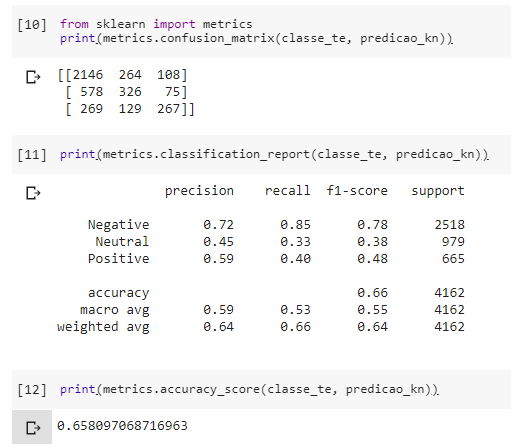 [10] from sklearn import metrics
print(metrics.confusion_matrix(classe_te, predicao_kn))
[[2146 264 108]
[ 578 326 75]
[ 269 129 267]]
[11] print(metrics.classification_report(classe_te, predicao_kn))
precision recall f1-score support
Negative 0.72 0.85 0.78 2518
Neutral 0.45 0.33 0.38 979
Positive 0.59 0.40 0.48 665
accuracy 0.66 4162
macro avg 0.59 0.53 0.55 4162
weighted avg 0.64 0.66 0.64 4162
[12] print(metrics.accuracy_score(classe_te, predicao_kn))
0.658097068716963